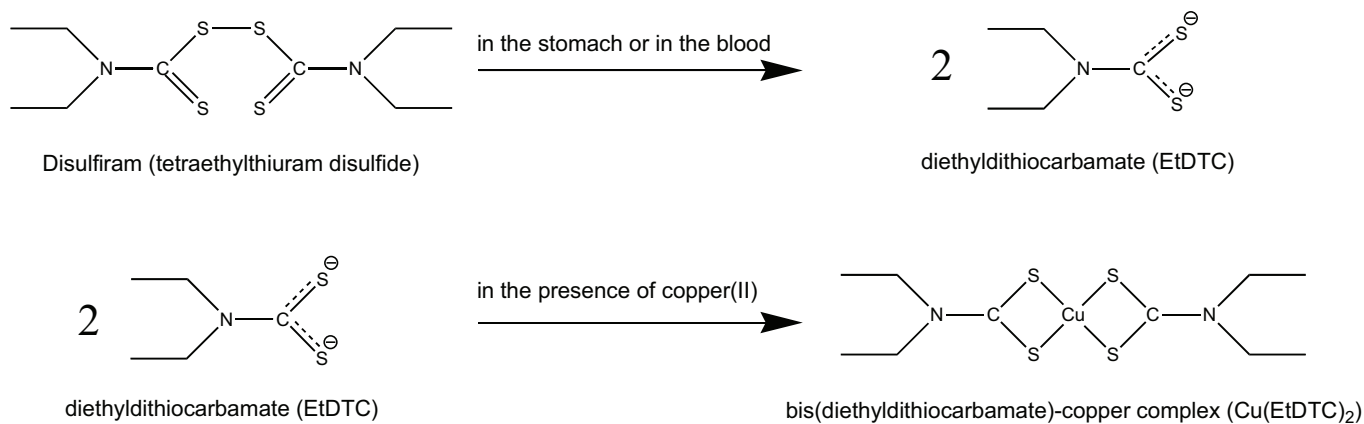 S S
in the stomach or in the blood
S ⊖
N C C N
2
N C
S S
S ⊖
Disulfiram (tetraethylthiuram disulfide)
diethyldithiocarbamate (EtDTC)
S ⊖
S S
in the presence of copper(II)
2
N C
N C Cu C N
S ⊖
S S
diethyldithiocarbamate (EtDTC)
bis(diethyldithiocarbamate)-copper complex (Cu(EtDTC)₂)